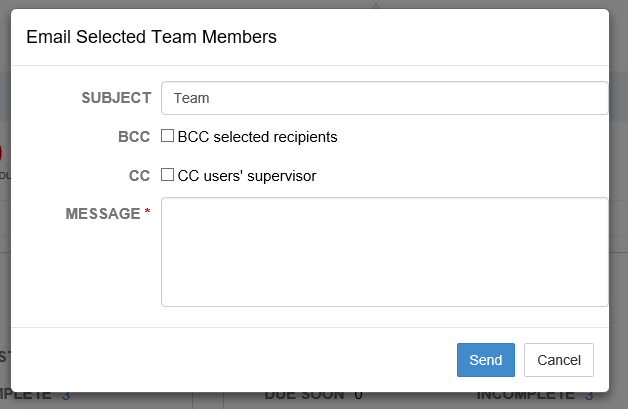 Email Selected Team Members
SUBJECT Team
BCC BCC selected recipients
CC CC users' supervisor
MESSAGE *
Send Cancel
3 DUE SOON 0 INCOMPLETE 3